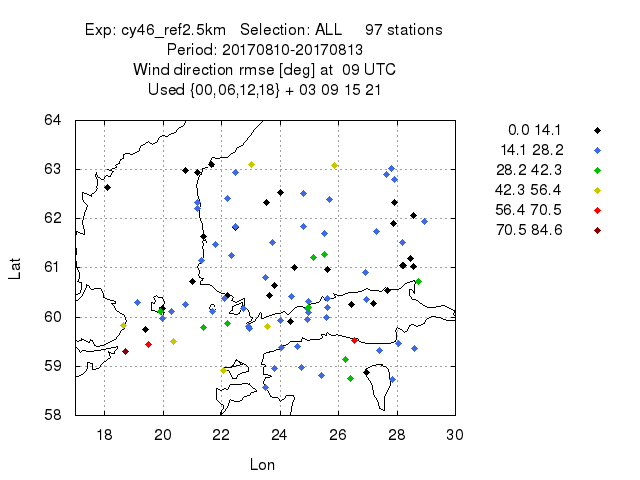 Exp: cy46_ref2.5km   Selection: ALL     97 stations
Period: 20170810-20170813
Wind direction rmse [deg] at  09 UTC
Used {00,06,12,18} + 03 09 15 21
64
63
62
61
60
59
58
Lat
18 20 22 24 26 28 30
Lon
0.0 14.1
14.1 28.2
28.2 42.3
42.3 56.4
56.4 70.5
70.5 84.6